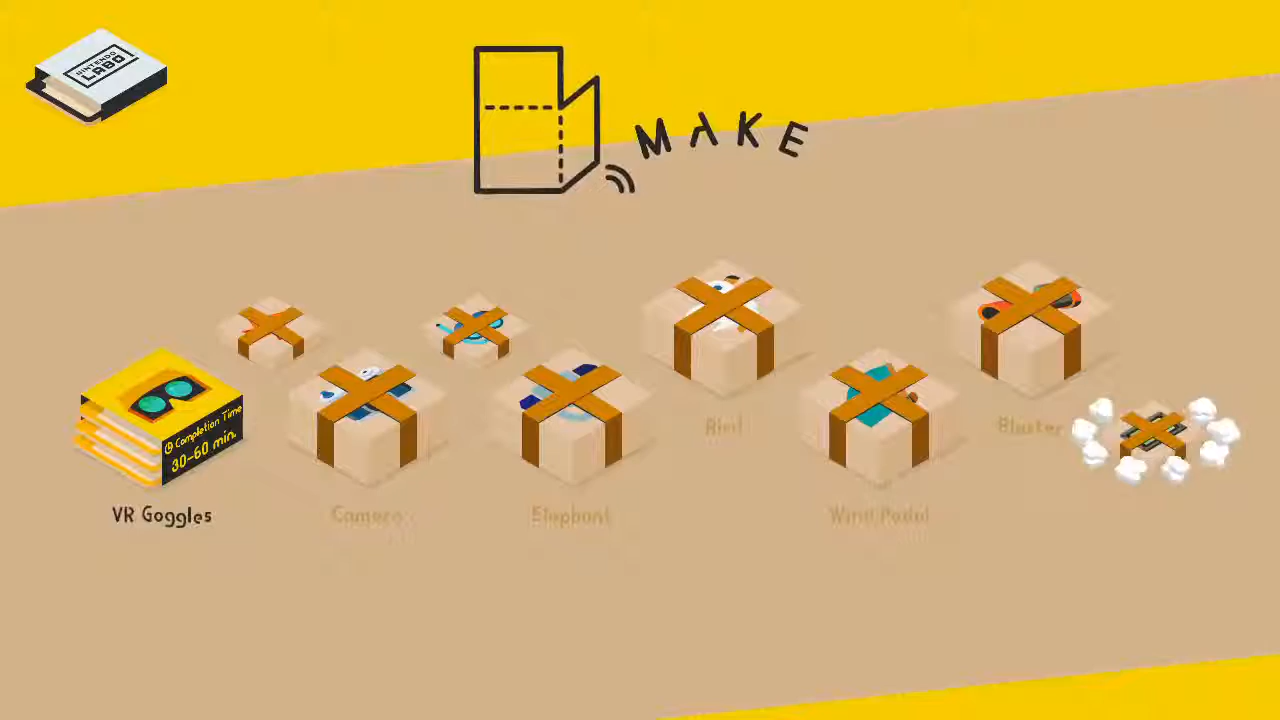 NINTENDO
LABO
MAKE
Completion Time
30-60 min.
VR Goggles
Camera
Elephant
Bird
Wind Pedal
Blaster